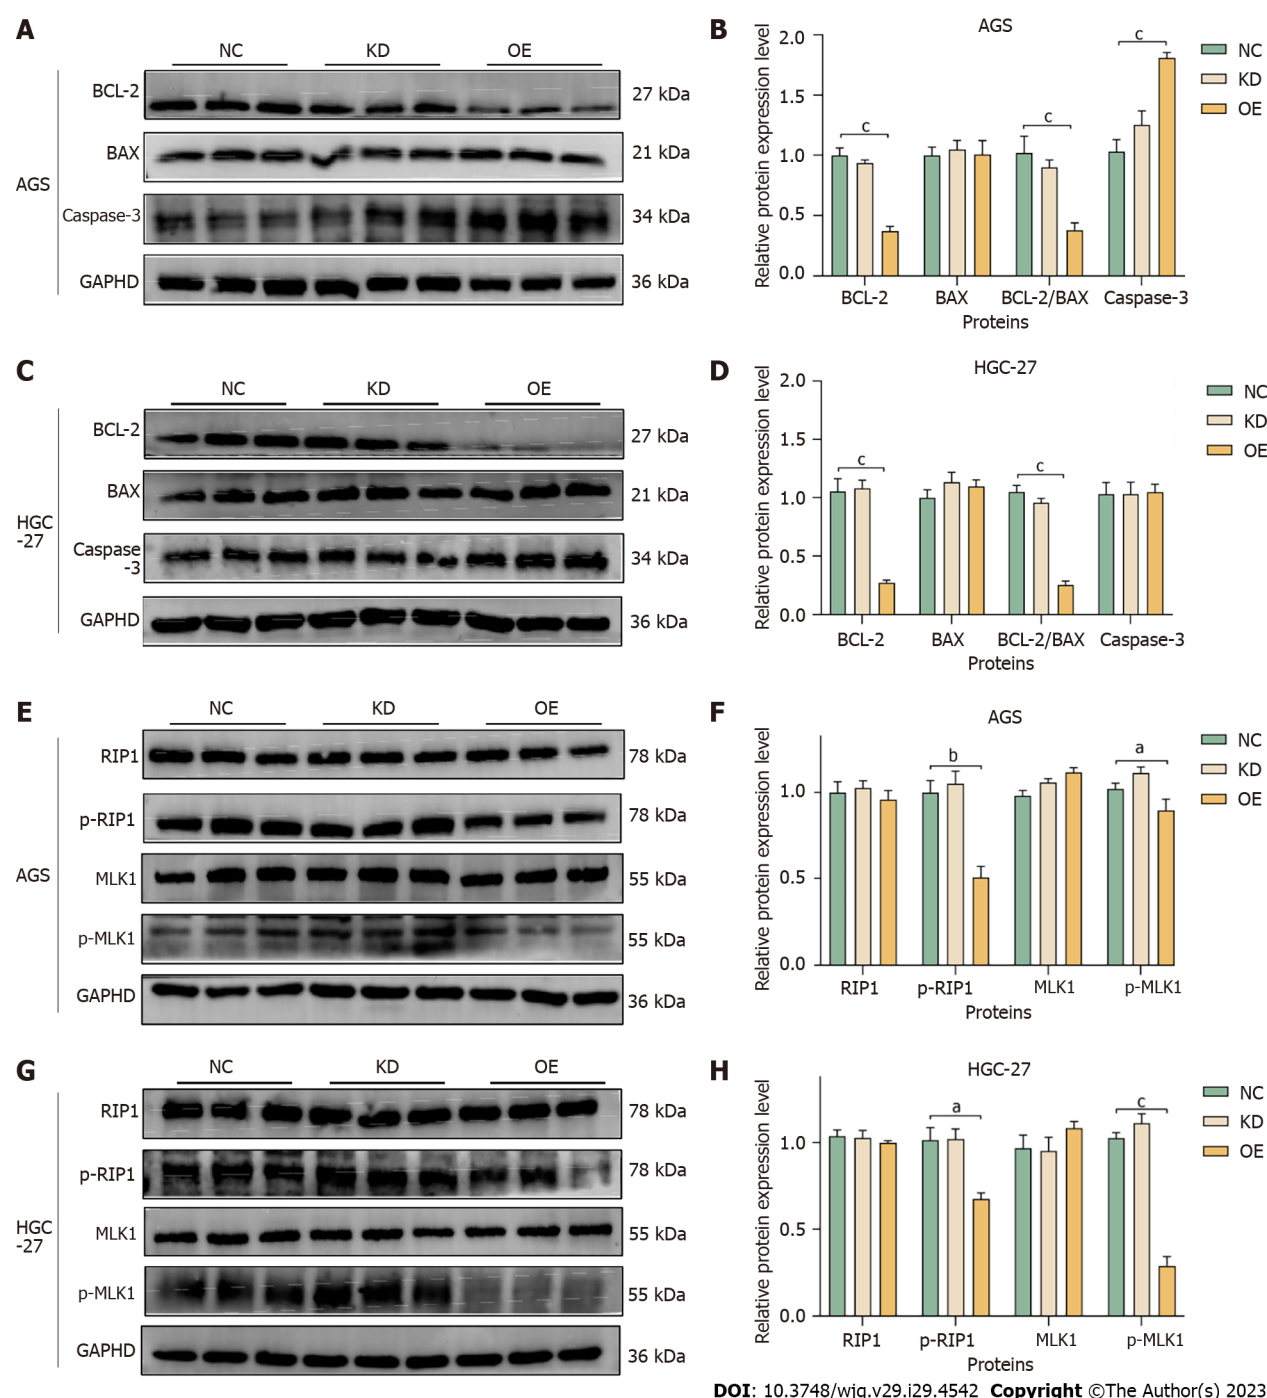 A
NC KD OE
AGS
BCL-2 27 kDa
BAX 21 kDa
Caspase-3 34 kDa
GAPHD 36 kDa
B
AGS
Relative protein expression level
2.0
1.5
1.0
0.5
0.0
c c c
NC
KD
OE
BCL-2 BAX BCL-2/BAX Caspase-3
Proteins
C
NC KD OE
HGC
-27
BCL-2 27 kDa
BAX 21 kDa
Caspase
-3 34 kDa
GAPHD 36 kDa
D
HGC-27
Relative protein expression level
2.0
1.5
1.0
0.5
0.0
c c
NC
KD
OE
BCL-2 BAX BCL-2/BAX Caspase-3
Proteins
E
NC KD OE
AGS
RIP1 78 kDa
p-RIP1 78 kDa
MLK1 55 kDa
p-MLK1 55 kDa
GAPHD 36 kDa
F
AGS
Relative protein expression level
1.0
0.5
0.0
b a
NC
KD
OE
RIP1 p-RIP1 MLK1 p-MLK1
Proteins
G
NC KD OE
HGC
-27
RIP1 78 kDa
p-RIP1 78 kDa
MLK1 55 kDa
p-MLK1 55 kDa
GAPHD 36 kDa
H
HGC-27
Relative protein expression level
1.0
0.5
0.0
a c
NC
KD
OE
RIP1 p-RIP1 MLK1 p-MLK1
Proteins
DOI: 10.3748/wjg.v29.i29.4542 Copyright ©The Author(s) 2023